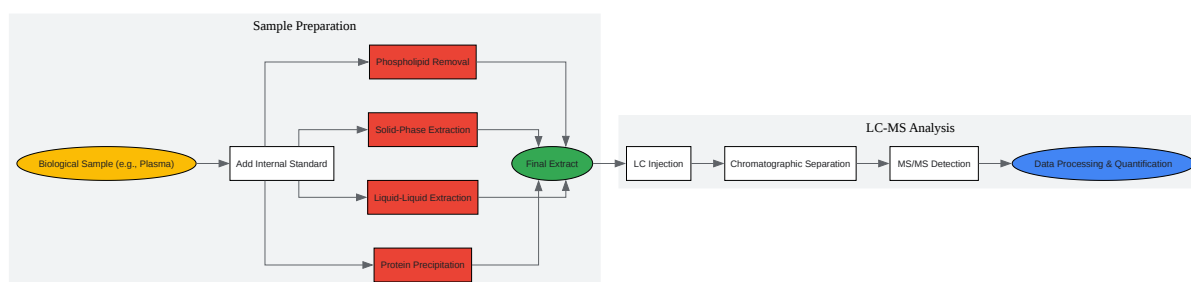 Sample Preparation
Phospholipid Removal
Solid-Phase Extraction
Biological Sample (e.g., Plasma)
Add Internal Standard
Final Extract
Liquid-Liquid Extraction
Protein Precipitation
LC-MS Analysis
LC Injection
Chromatographic Separation
MS/MS Detection
Data Processing & Quantification